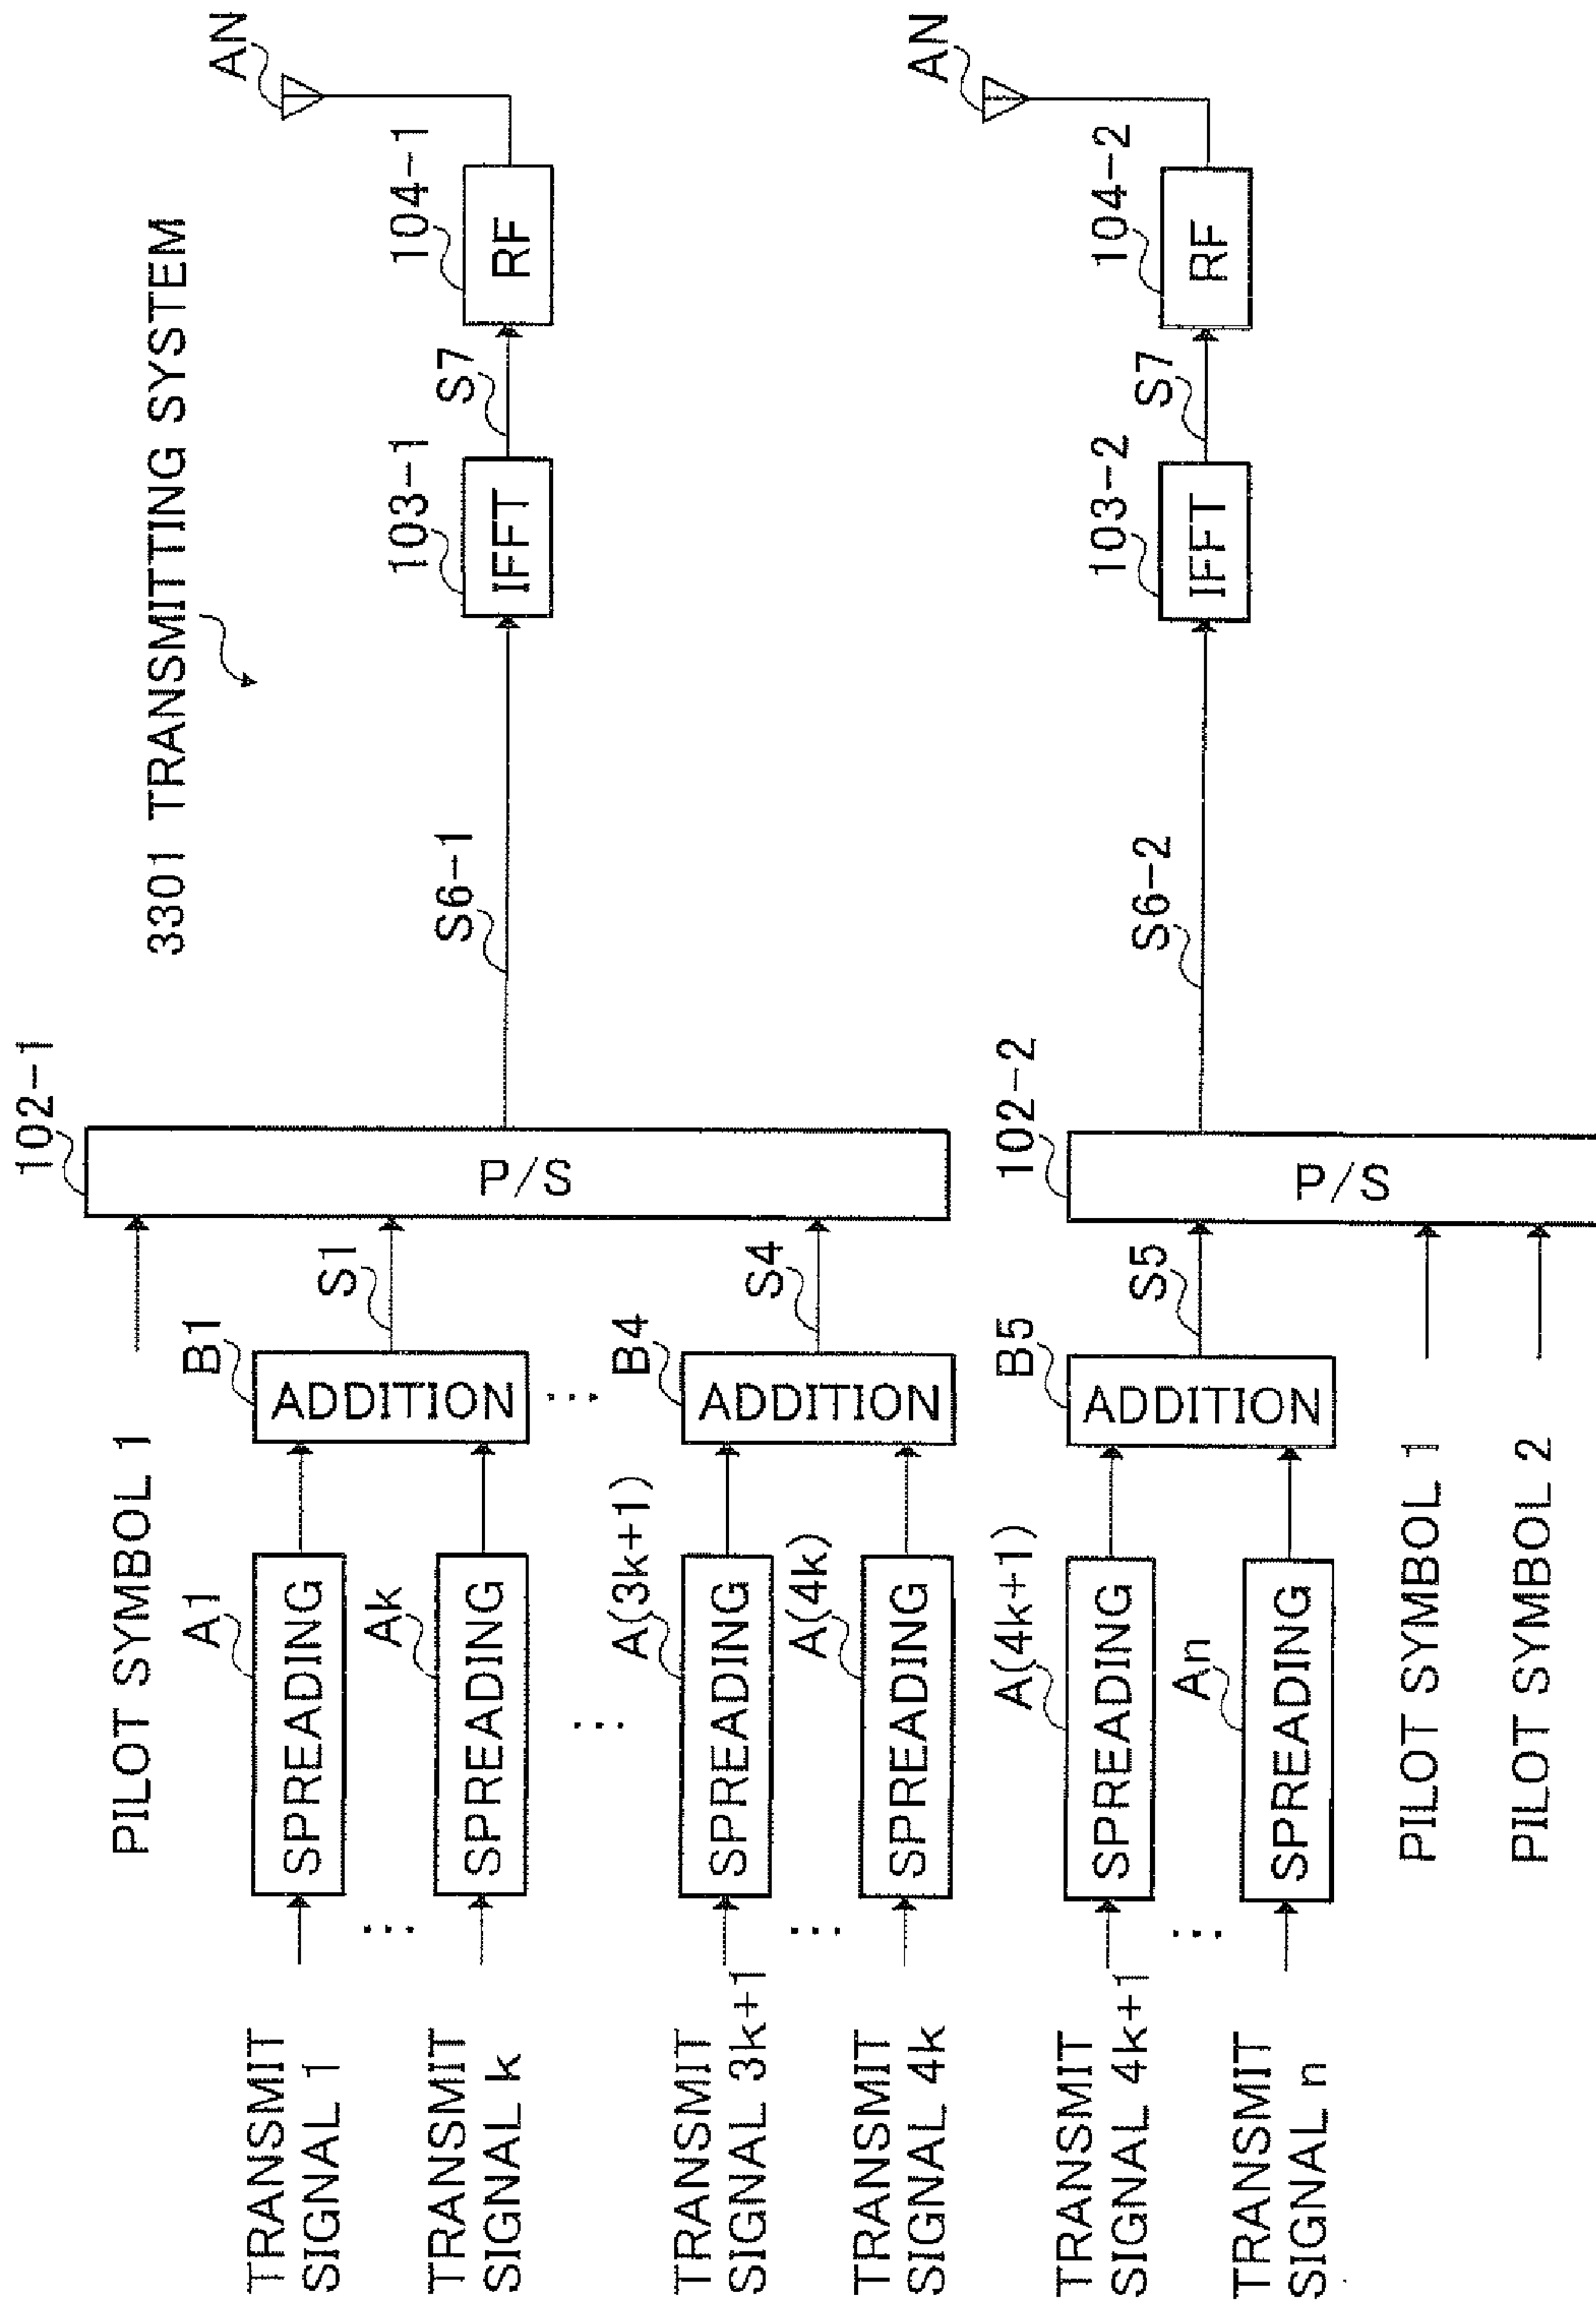 3301 TRANSMITTING SYSTEM
102-1
PILOT SYMBOL 1
P/S
S6-1
103-1
IFFT
S7
104-1
RF
AN
TRANSMIT
SIGNAL 1
A1
SPREADING
...
TRANSMIT
SIGNAL k
Ak
SPREADING
B1
ADDITION
S1
...
...
TRANSMIT
SIGNAL 3k+1
A(3k+1)
SPREADING
...
TRANSMIT
SIGNAL 4k
A(4k)
SPREADING
B4
ADDITION
S4
TRANSMIT
SIGNAL 4k+1
A(4k+1)
SPREADING
...
TRANSMIT
SIGNAL n
An
SPREADING
B5
ADDITION
S5
102-2
P/S
S6-2
103-2
IFFT
S7
104-2
RF
AN
PILOT SYMBOL 1
PILOT SYMBOL 2